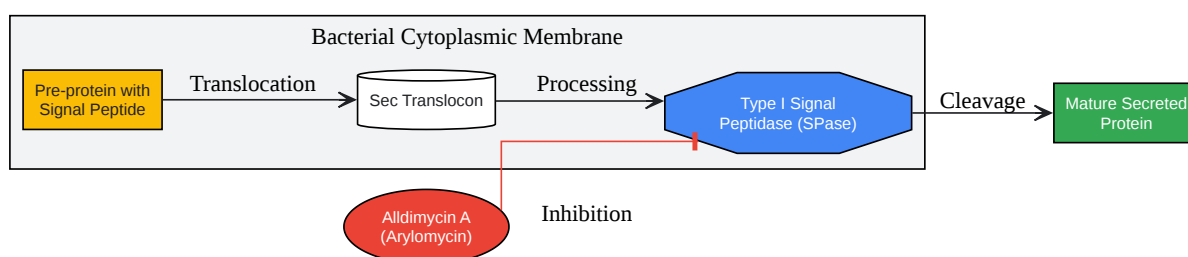 Bacterial Cytoplasmic Membrane
Pre-protein with
Signal Peptide
Translocation
Sec Translocon
Processing
Type I Signal
Peptidase (SPase)
Cleavage
Mature Secreted
Protein
Alldimycin A
(Arylomycin)
Inhibition